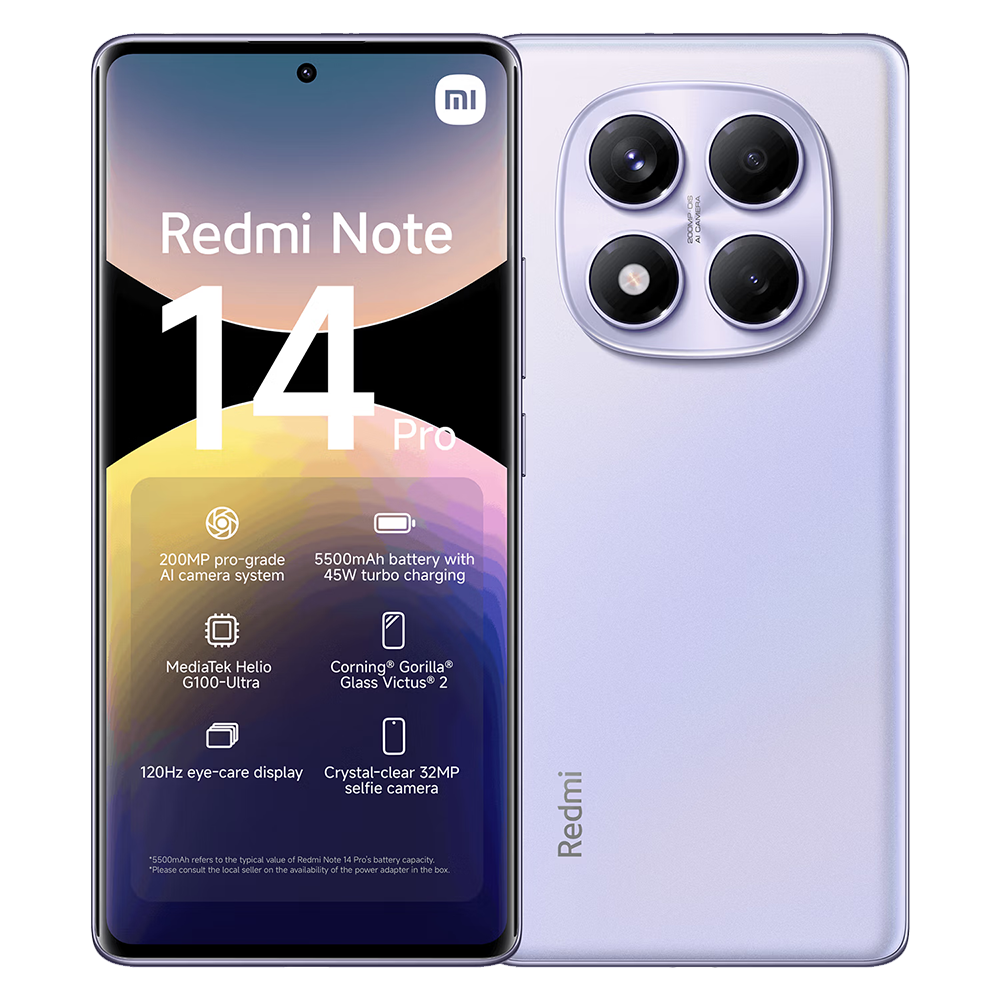 mi
Redmi Note
14
Pro
200MP pro-grade
AI camera system
5500mAh battery with
45W turbo charging
MediaTek Helio
G100-Ultra
Corning® Gorilla®
Glass Victus® 2
120Hz eye-care display
Crystal-clear 32MP
selfie camera
*5500mAh refers to the typical value of Redmi Note 14 Pro's battery capacity.
*Please consult the local seller on the availability of the power adapter in the box.
200MP OIS
AI CAMERA
Redmi